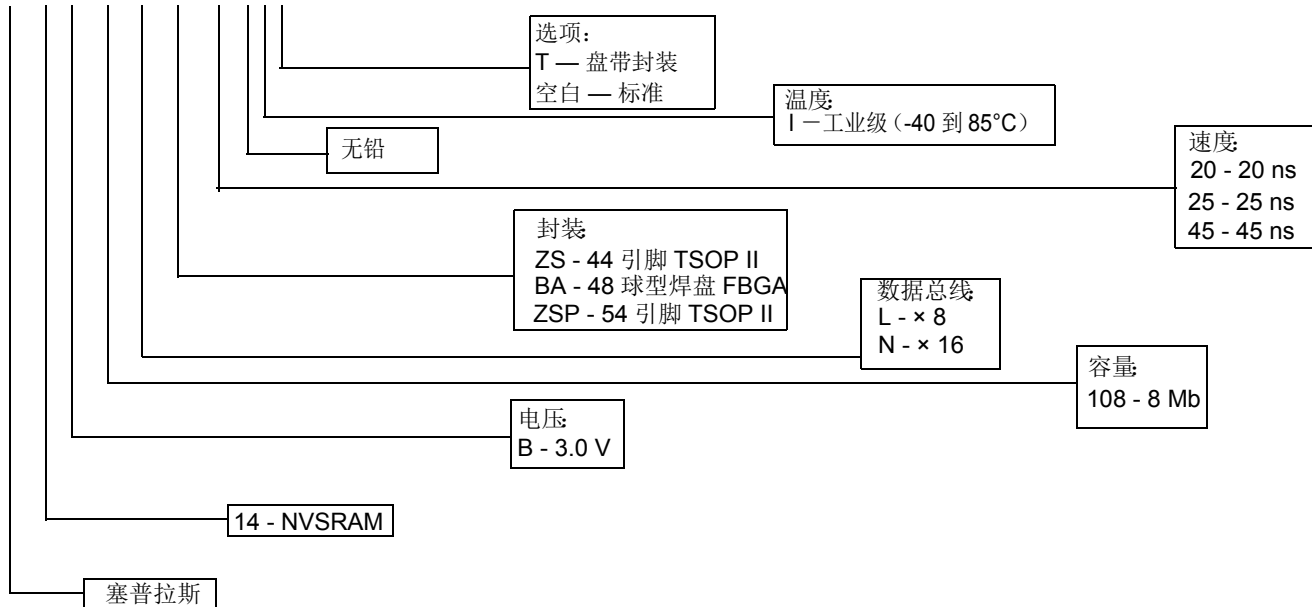 选项:
T — 盘带封装
空白 — 标准
温度:
I－工业级（-40 到 85°C）
无铅
速度:
20 - 20 ns
25 - 25 ns
45 - 45 ns
封装:
ZS - 44 引脚 TSOP II
BA - 48 球型焊盘 FBGA
ZSP - 54 引脚 TSOP II
数据总线:
L - × 8
N - × 16
容量:
108 - 8 Mb
电压:
B - 3.0 V
14 - NVSRAM
塞普拉斯